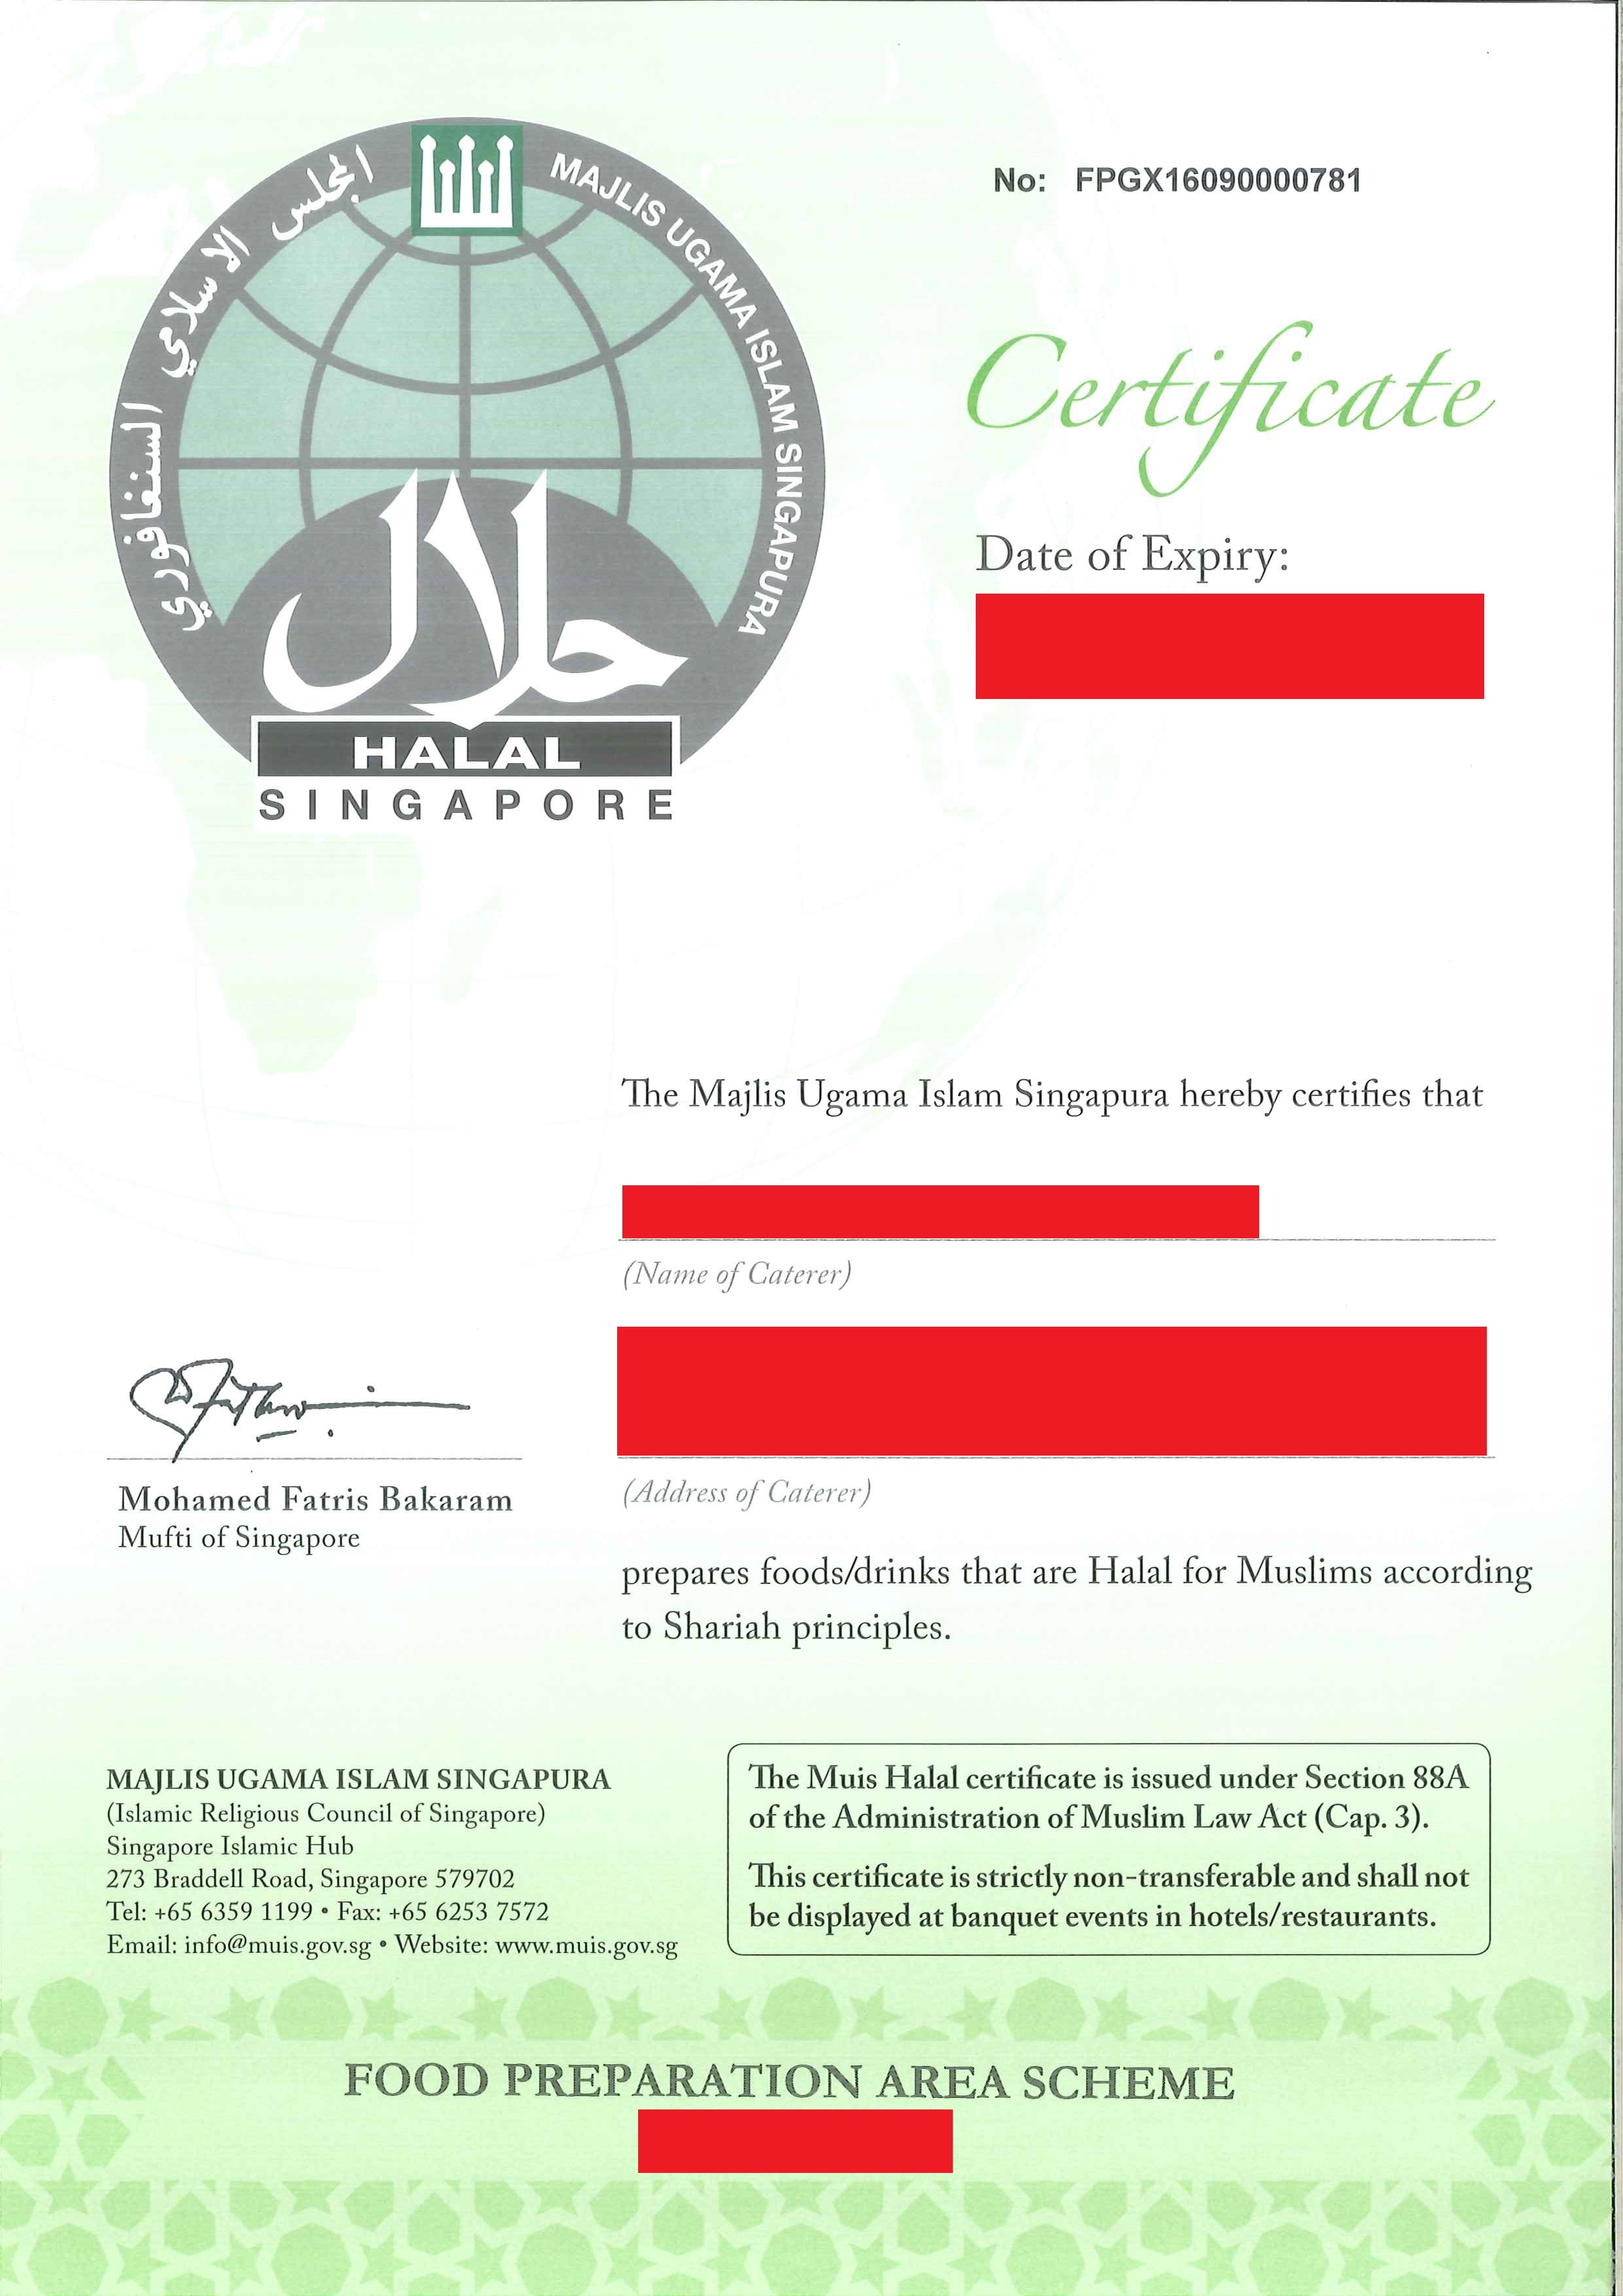 المجلس الاسلامي السنغافوري
MAJLIS UGAMA ISLAM SINGAPURA
حلال
HALAL
SINGAPORE
No: FPGX16090000781
Certificate
Date of Expiry:
The Majlis Ugama Islam Singapura hereby certifies that
(Name of Caterer)
(Address of Caterer)
Mohamed Fatris Bakaram
Mufti of Singapore
prepares foods/drinks that are Halal for Muslims according
to Shariah principles.
MAJLIS UGAMA ISLAM SINGAPURA
(Islamic Religious Council of Singapore)
Singapore Islamic Hub
273 Braddell Road, Singapore 579702
Tel: +65 6359 1199 • Fax: +65 6253 7572
Email: info@muis.gov.sg • Website: www.muis.gov.sg
The Muis Halal certificate is issued under Section 88A
of the Administration of Muslim Law Act (Cap. 3).
This certificate is strictly non-transferable and shall not
be displayed at banquet events in hotels/restaurants.
FOOD PREPARATION AREA SCHEME